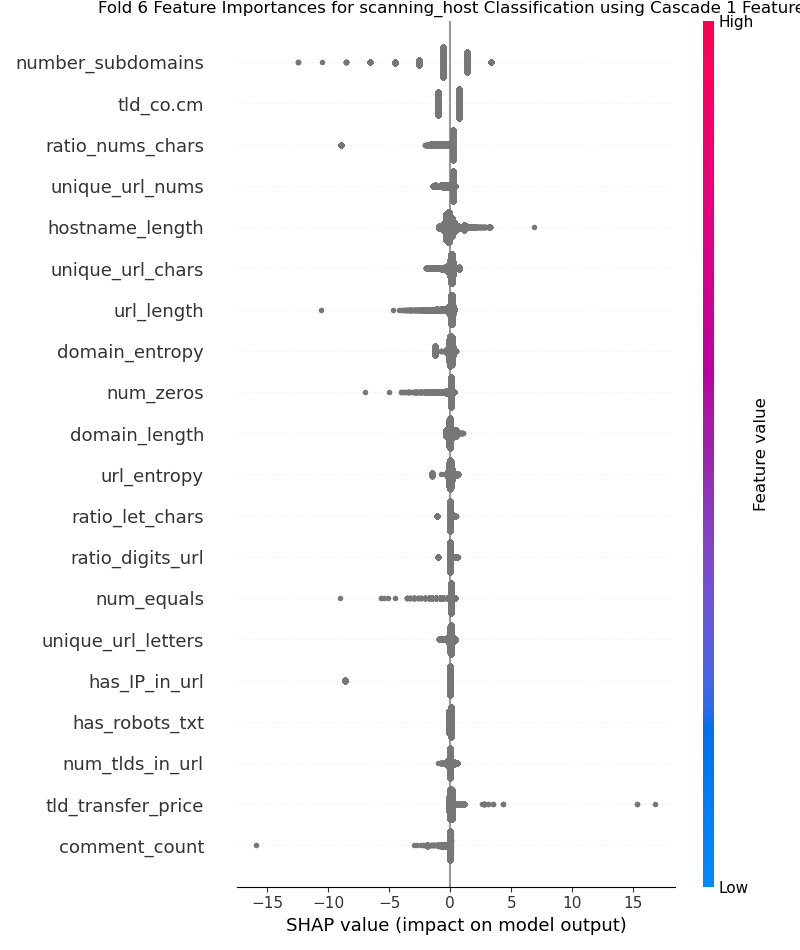 Fold 6 Feature Importances for scanning_host Classification using Cascade 1 Feature
High
number_subdomains
tld_co.cm
ratio_nums_chars
unique_url_nums
hostname_length
unique_url_chars
url_length
domain_entropy
num_zeros
domain_length
url_entropy
ratio_let_chars
ratio_digits_url
num_equals
unique_url_letters
has_IP_in_url
has_robots_txt
num_tlds_in_url
tld_transfer_price
comment_count
Feature value
Low
−15 −10 −5 0 5 10 15
SHAP value (impact on model output)